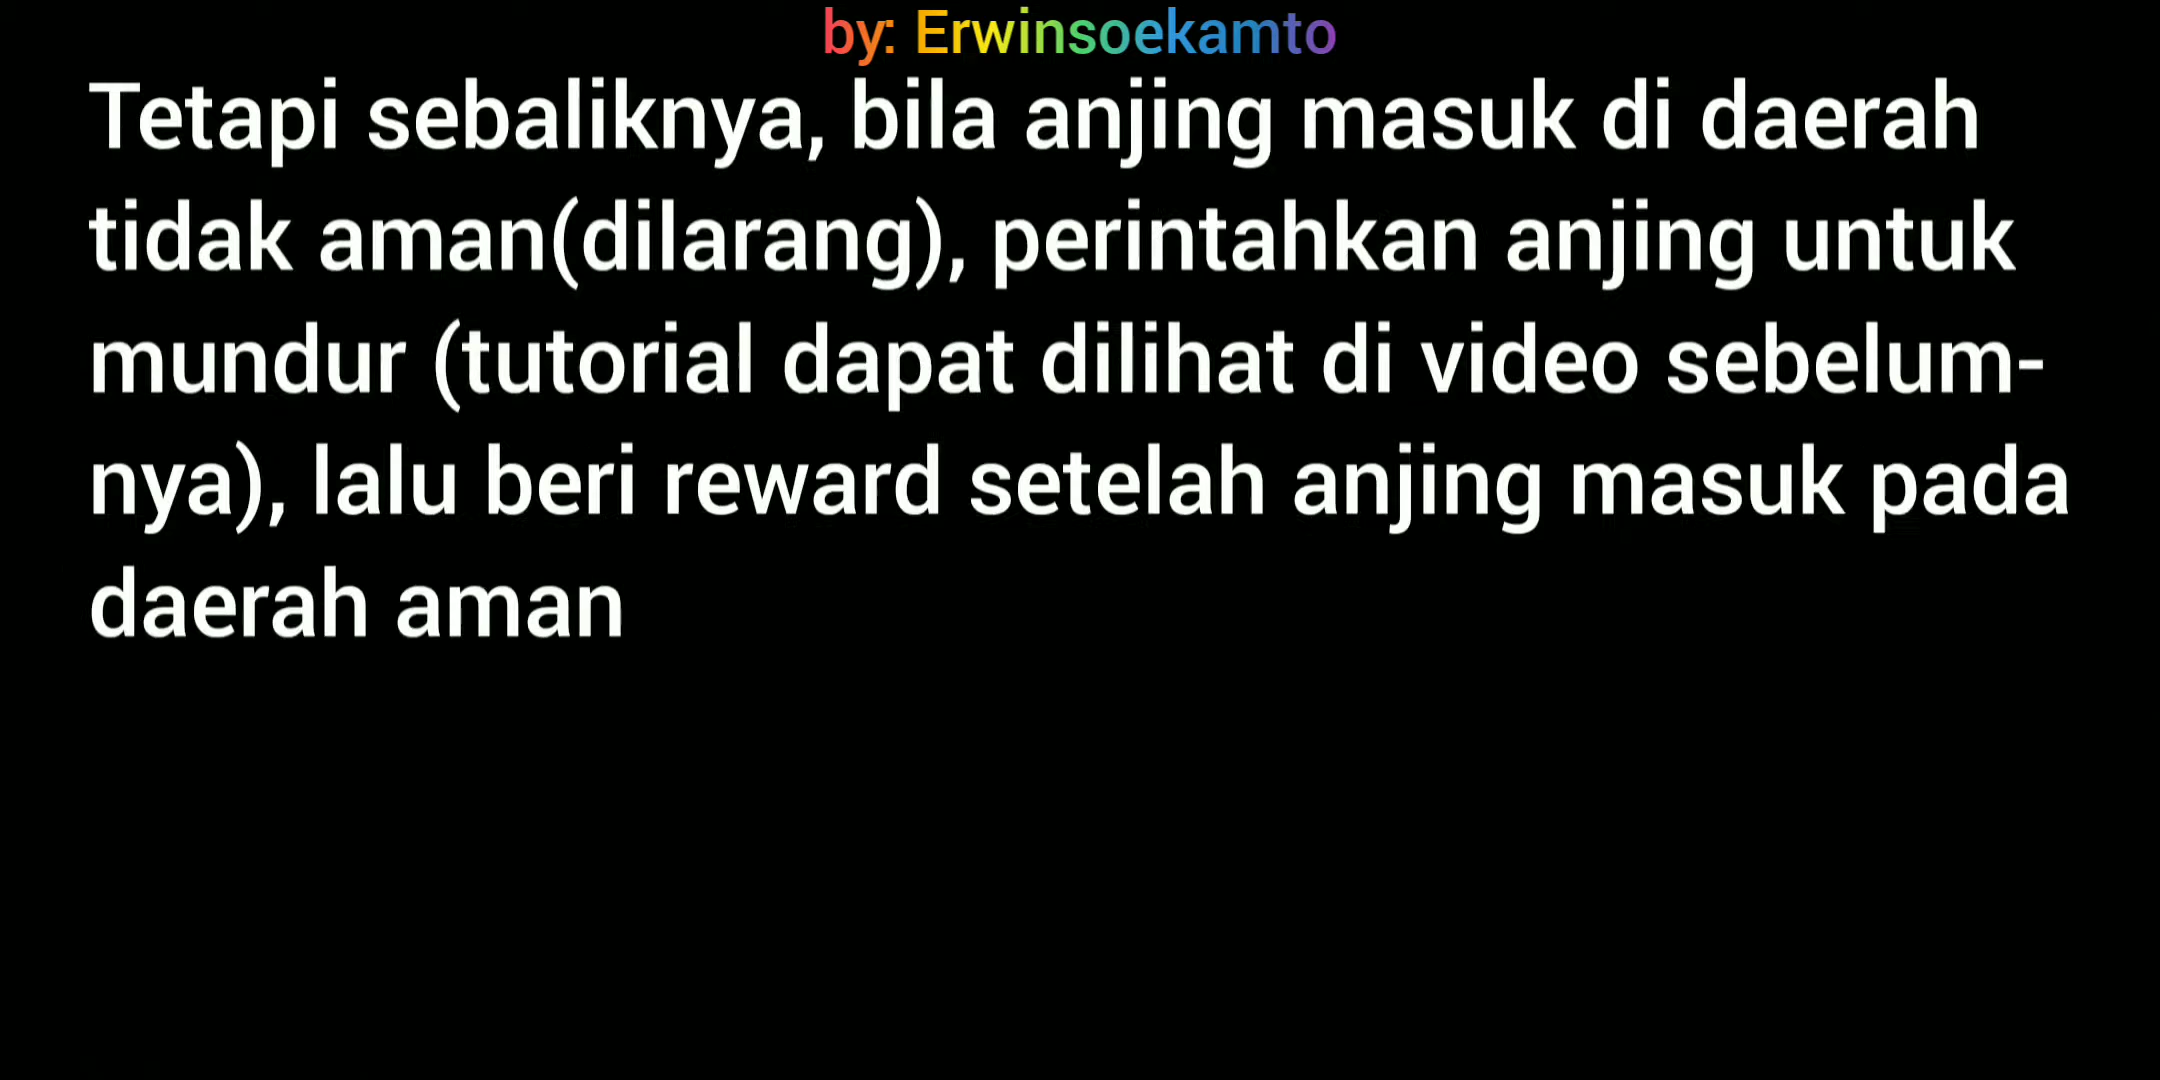 by: Erwinsoekamto
Tetapi sebaliknya, bila anjing masuk di daerah
tidak aman(dilarang), perintahkan anjing untuk
mundur (tutorial dapat dilihat di video sebelum-
nya), lalu beri reward setelah anjing masuk pada
daerah aman